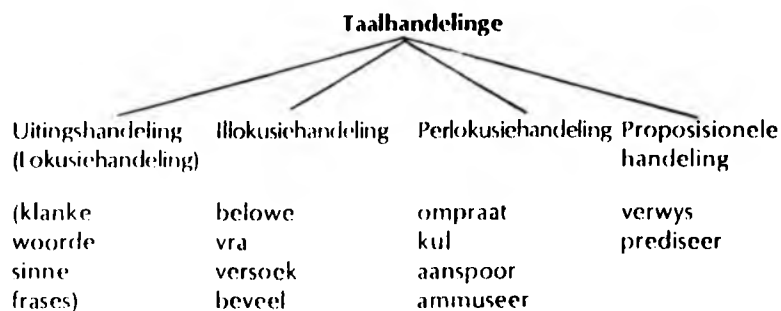 Taalhandelinge
Uitingshandeling Illokusiehandeling Perlokusiehandeling Proposisionele
(Lokusiehandeling) handeling
(klanke belowe ompraat verwys
woorde vra kul prediseer
sinne versoek aanspoor
frases) beveel ammuseer